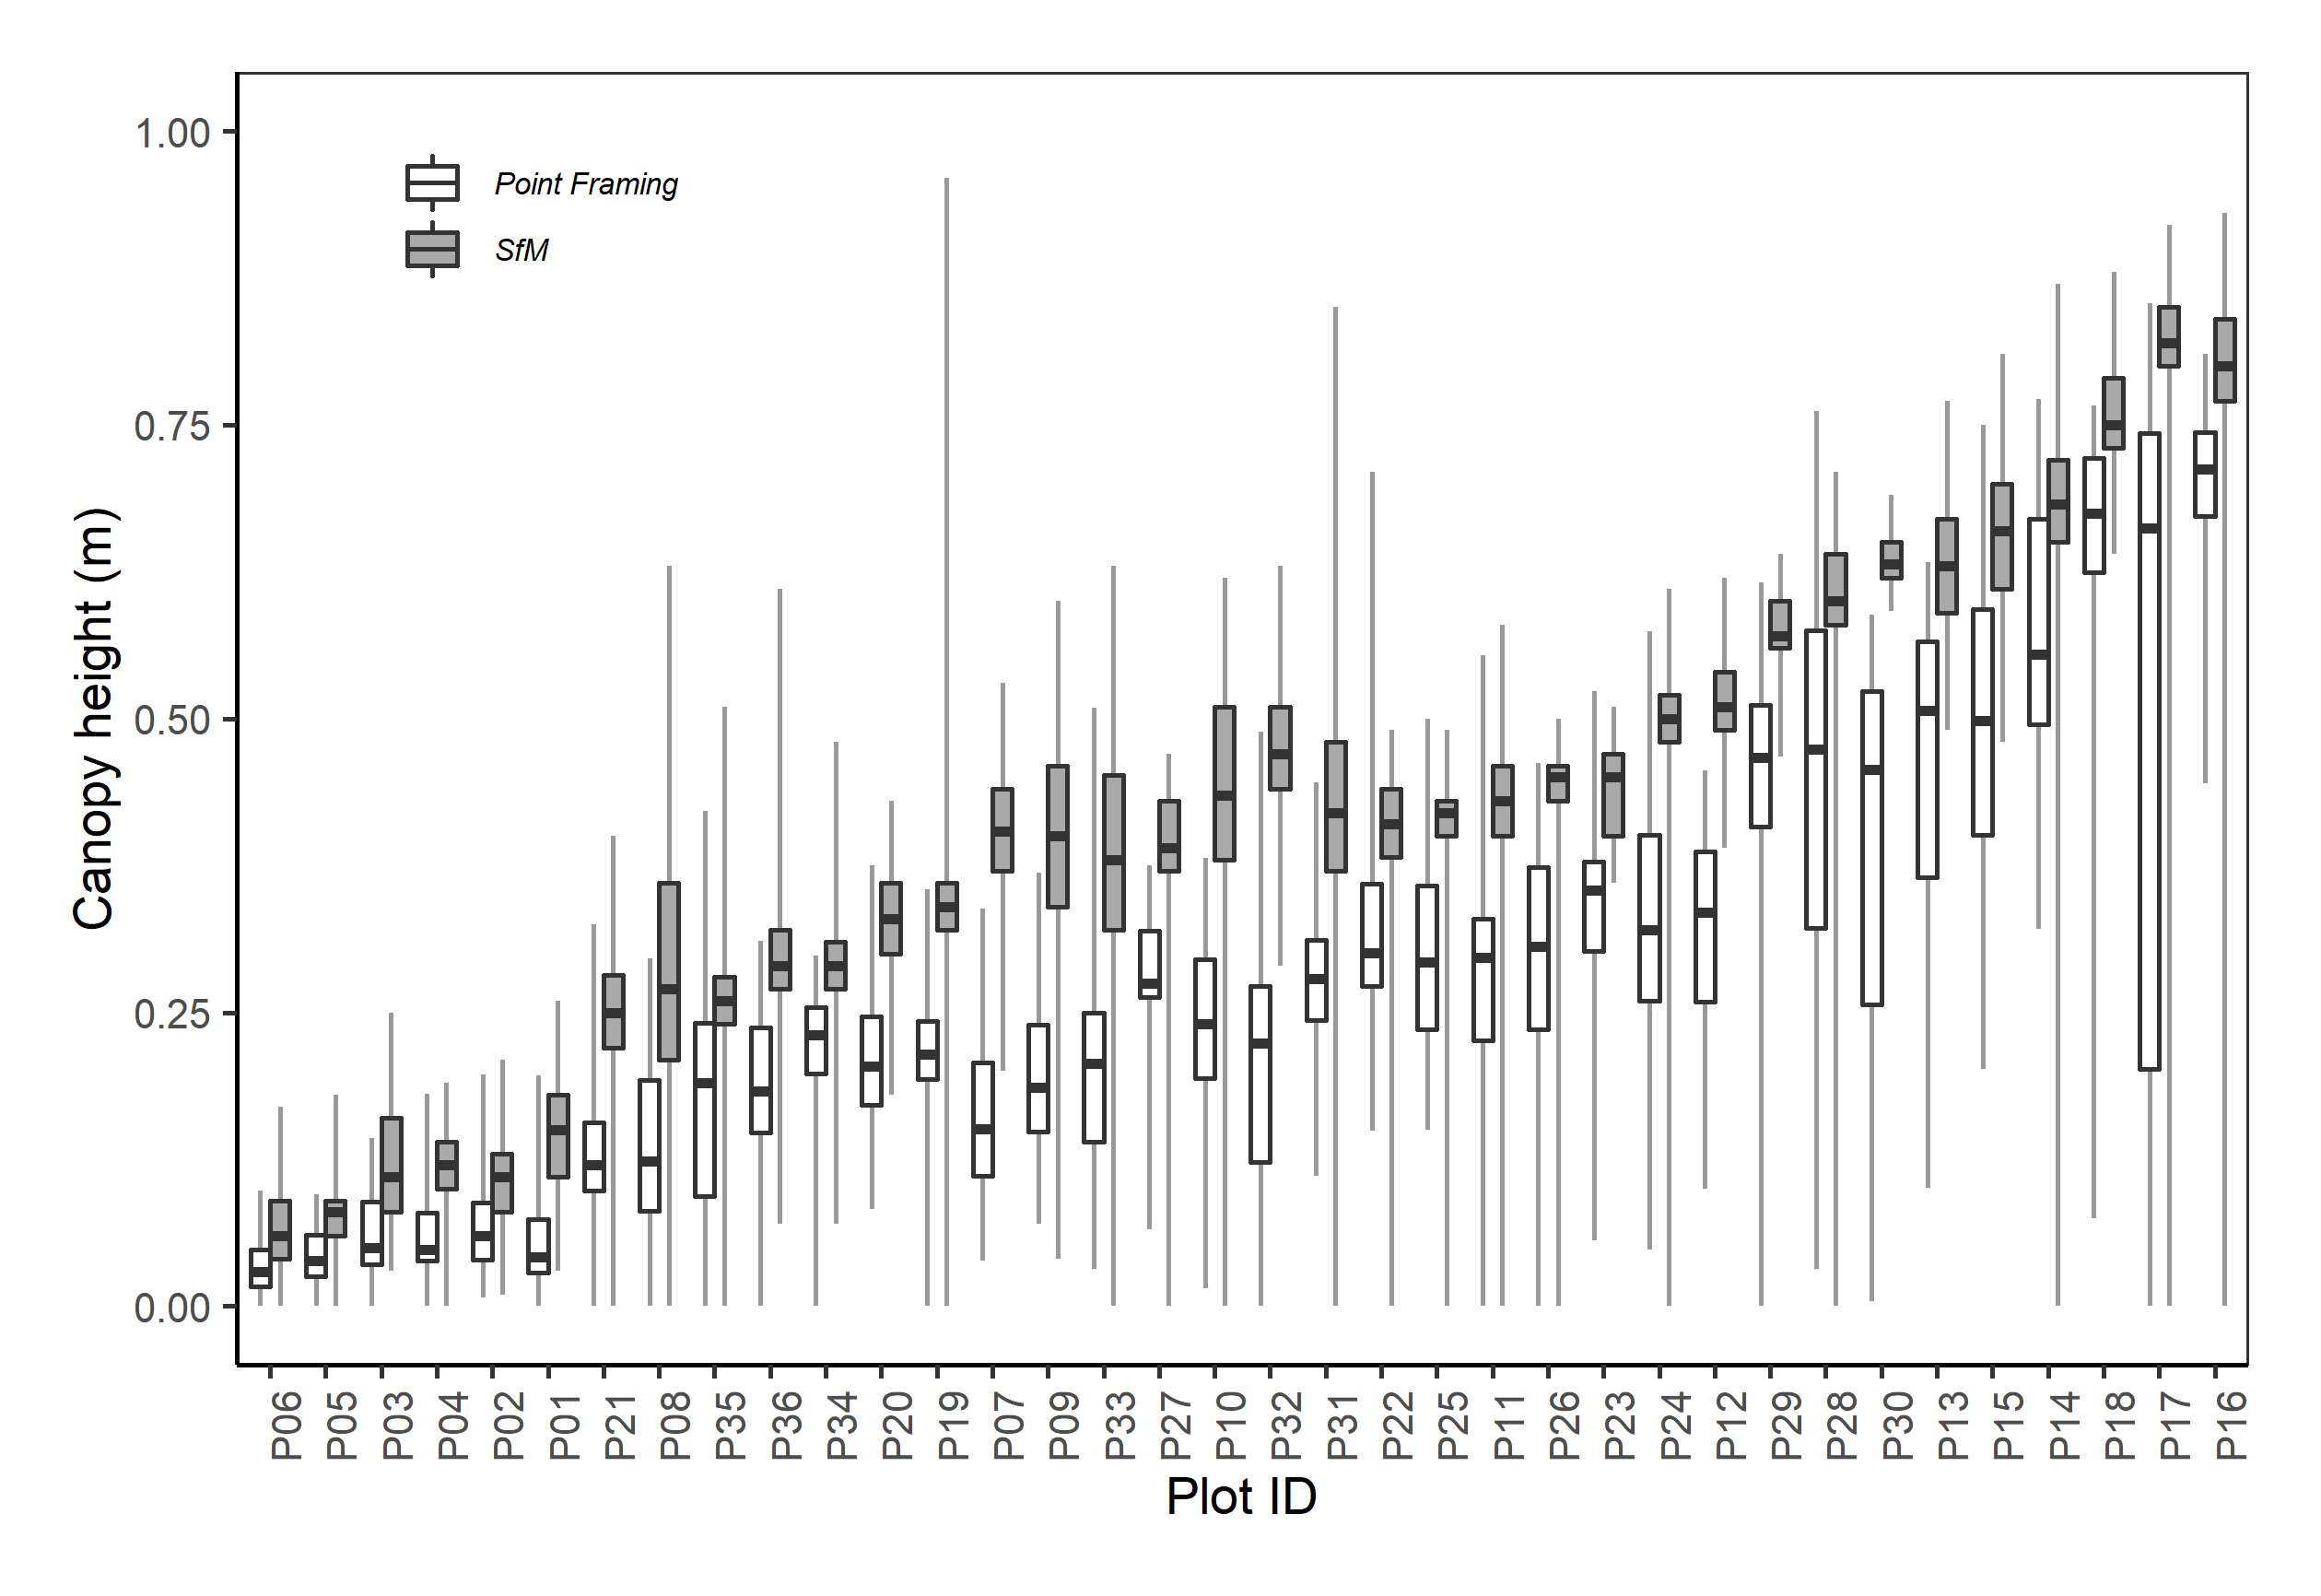 1.00
0.75
0.50
0.25
0.00
Canopy height (m)
Point Framing
SfM
P06 P05 P03 P04 P02 P01 P21 P08 P35 P36 P34 P20 P19 P07 P09 P33 P27 P10 P32 P31 P22 P25 P11 P26 P23 P24 P12 P29 P28 P30 P13 P15 P14 P18 P17 P16
Plot ID